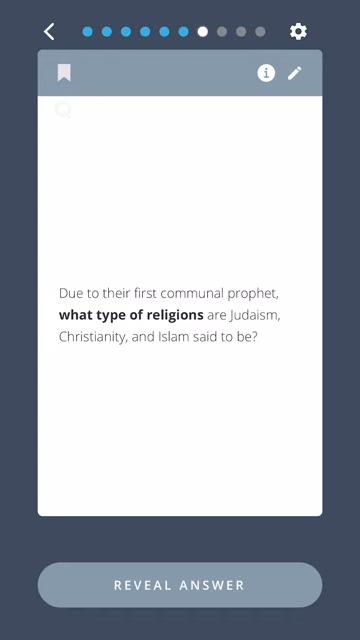 Q
Due to their first communal prophet,
what type of religions are Judaism,
Christianity, and Islam said to be?
REVEAL ANSWER